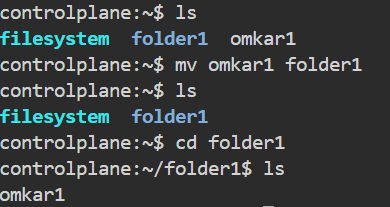 controlplane:~$ ls
filesystem  folder1  omkar1
controlplane:~$ mv omkar1 folder1
controlplane:~$ ls
filesystem  folder1
controlplane:~$ cd folder1
controlplane:~/folder1$ ls
omkar1